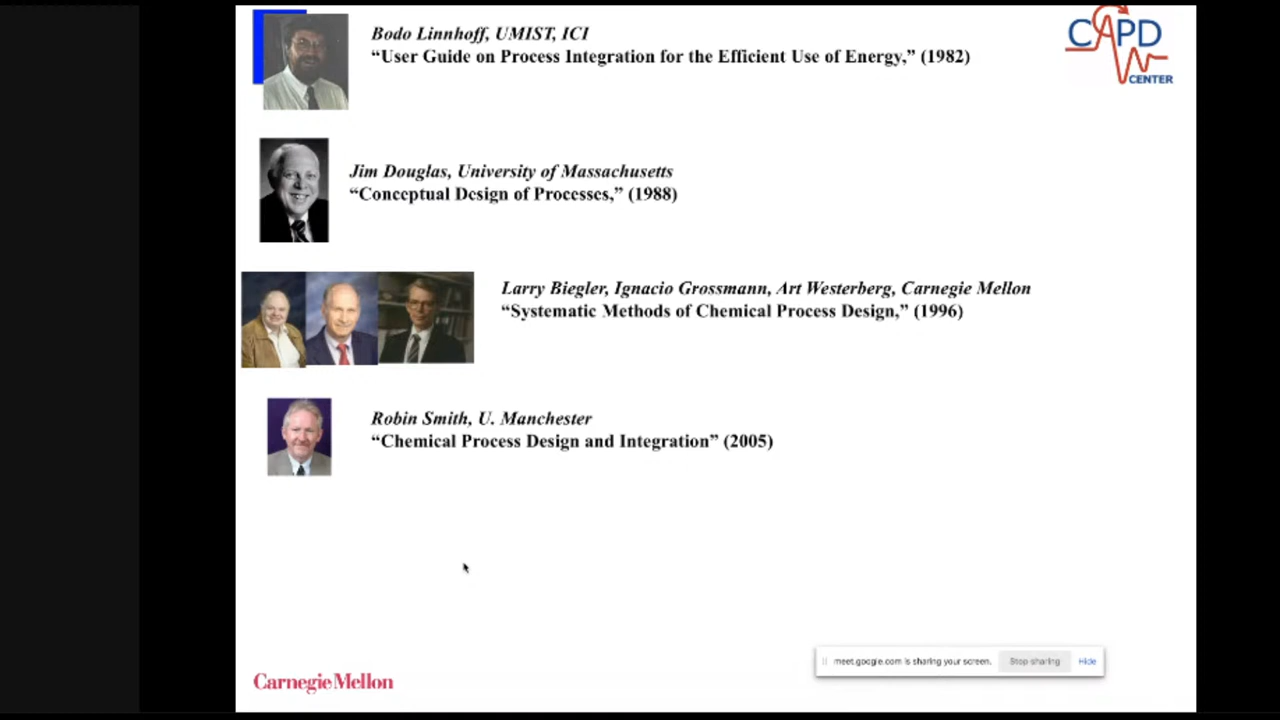 Bodo Linnhoff, UMIST, ICI
“User Guide on Process Integration for the Efficient Use of Energy,” (1982)
CAPD
CENTER
Jim Douglas, University of Massachusetts
“Conceptual Design of Processes,” (1988)
Larry Biegler, Ignacio Grossmann, Art Westerberg, Carnegie Mellon
“Systematic Methods of Chemical Process Design,” (1996)
Robin Smith, U. Manchester
“Chemical Process Design and Integration” (2005)
meet.google.com is sharing your screen. Stop sharing Hide
Carnegie Mellon